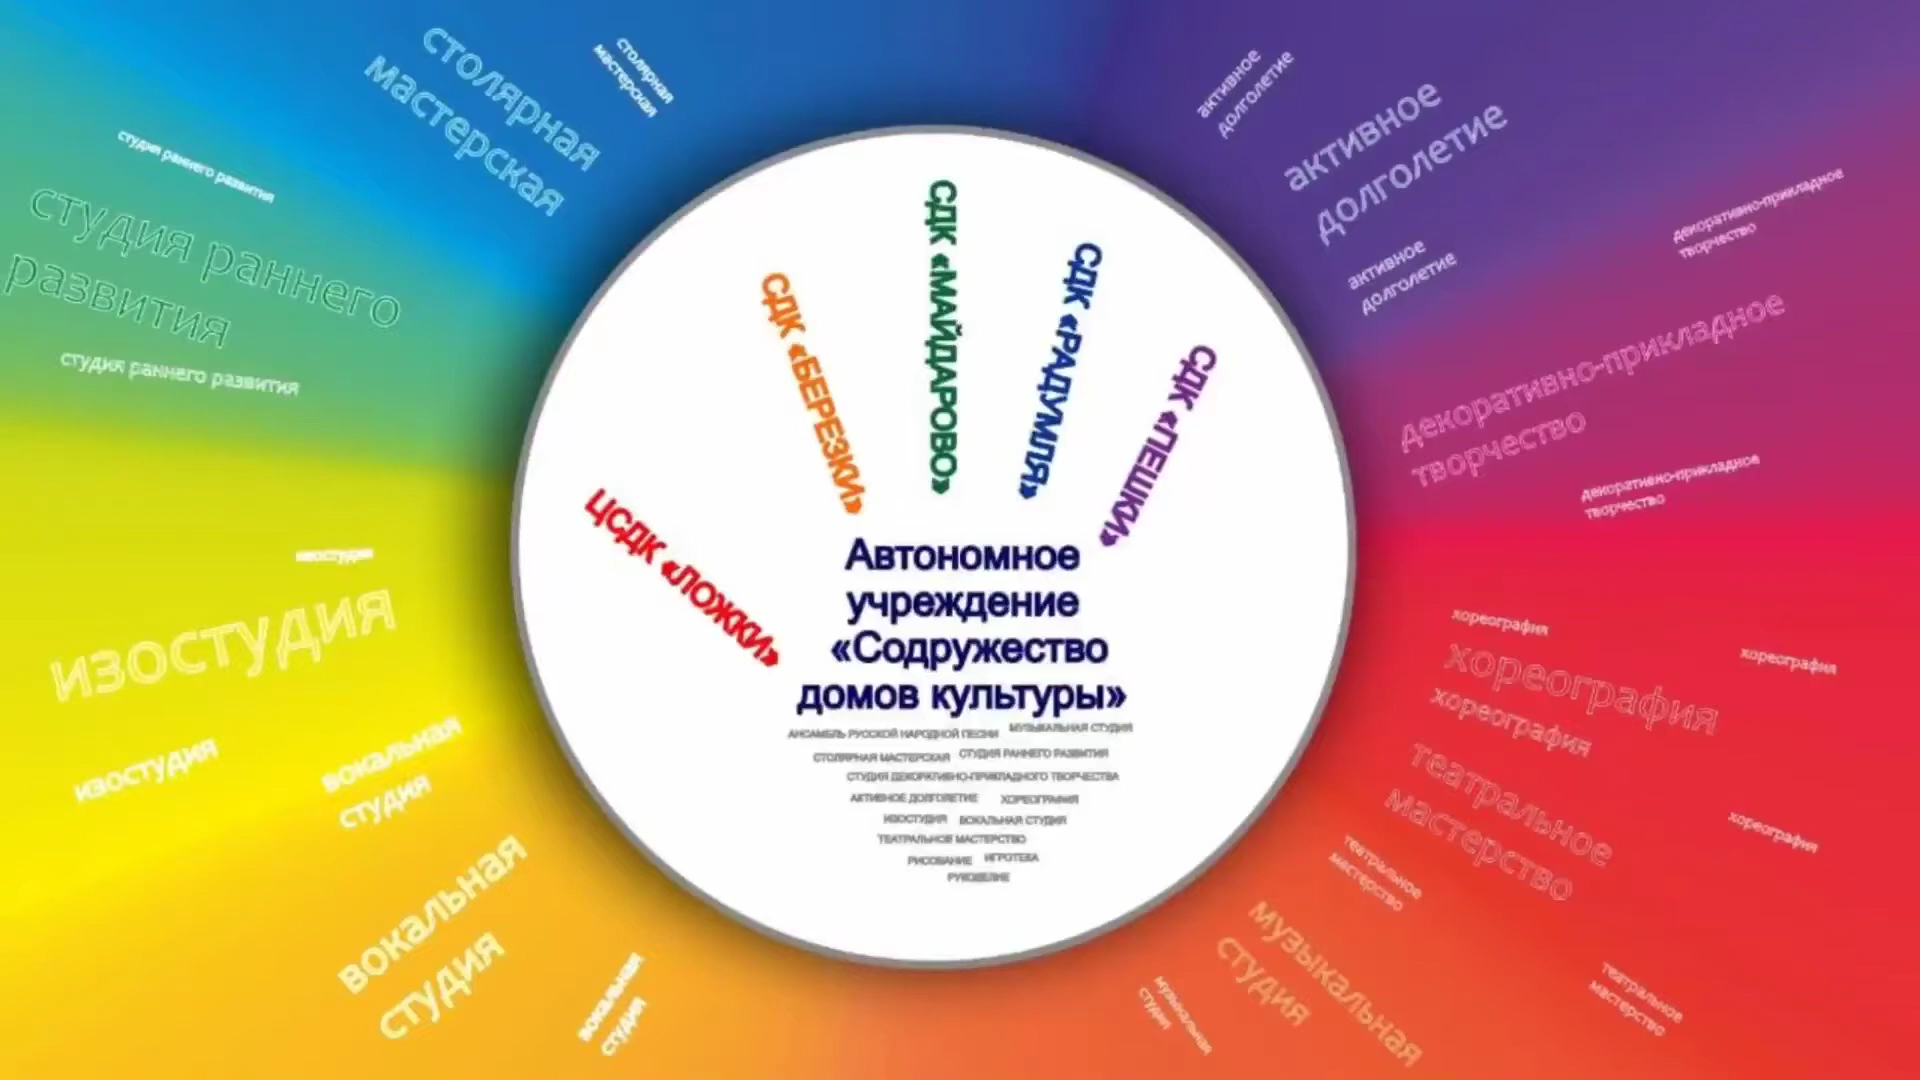 столярная
мастерская
столярная
мастерская
активное
долголетие
активное
долголетие
активное
долголетие
студия раннего развития
студия раннего
развития
студия раннего развития
декоративно-прикладное
творчество
декоративно-прикладное
творчество
декоративно-прикладное
творчество
изостудия
изостудия
изостудия
вокальная
студия
вокальная
студия
вокальная
студия
ЦСДК «ЛОЖКИ»
СДК «БЕРЕЗКИ»
СДК «МАЙДАРОВО»
СДК «РАДУМЛЯ»
СДК «ПЕШКИ»
Автономное
учреждение
«Содружество
домов культуры»
АНСАМБЛЬ РУССКОЙ НАРОДНОЙ ПЕСНИ МУЗЫКАЛЬНАЯ СТУДИЯ
СТОЛЯРНАЯ МАСТЕРСКАЯ СТУДИЯ РАННЕГО РАЗВИТИЯ
СТУДИЯ ДЕКОРАТИВНО-ПРИКЛАДНОГО ТВОРЧЕСТВА
АКТИВНОЕ ДОЛГОЛЕТИЕ ХОРЕОГРАФИЯ
ИЗОСТУДИЯ ВОКАЛЬНАЯ СТУДИЯ
ТЕАТРАЛЬНОЕ МАСТЕРСТВО
РИСОВАНИЕ ИГРОТЕКА
РУКОДЕЛИЕ
хореография
хореография
хореография
хореография
хореография
театральное
мастерство
театральное
мастерство
театральное
мастерство
музыкальная
студия
музыкальная
студия